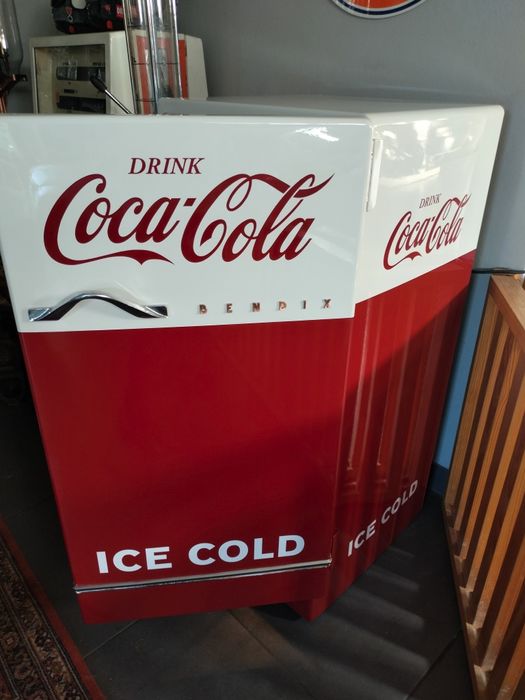 DRINK
Coca-Cola
BENDIX
ICE COLD
DRINK
Coca-Cola
ICE COLD